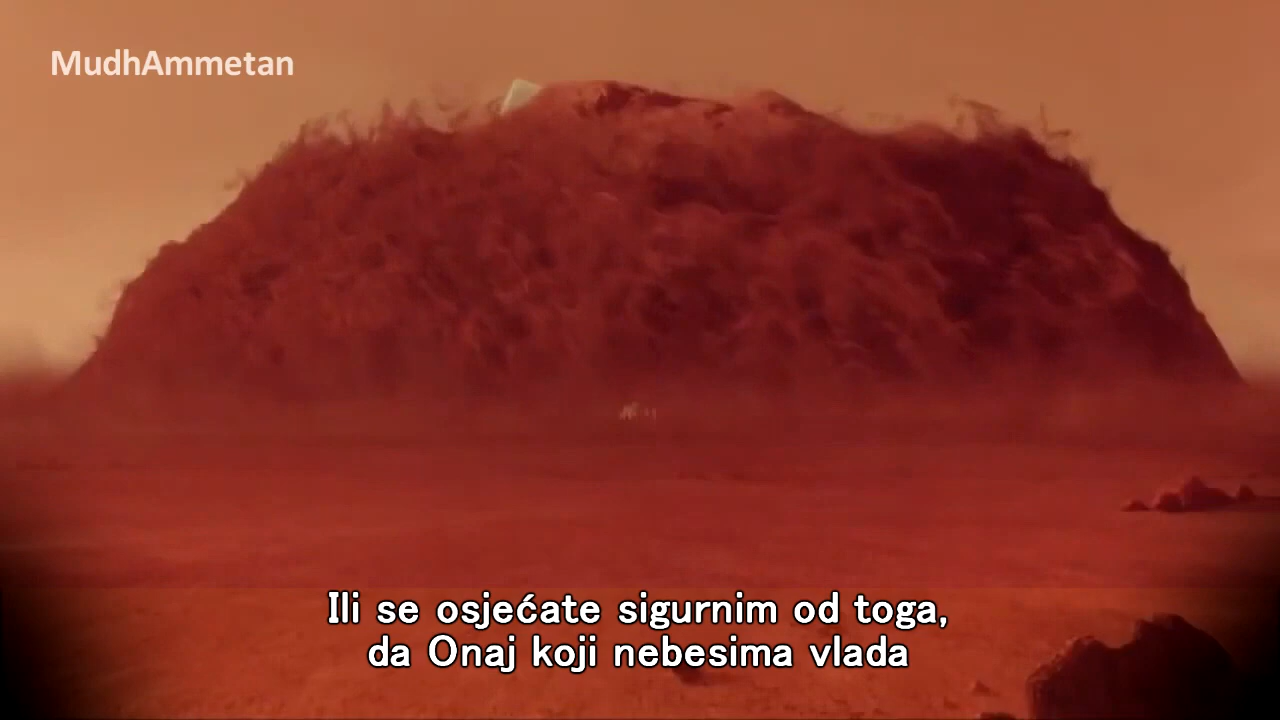 MudhAmmetan
Ili se osjećate sigurnim od toga,
da Onaj koji nebesima vlada